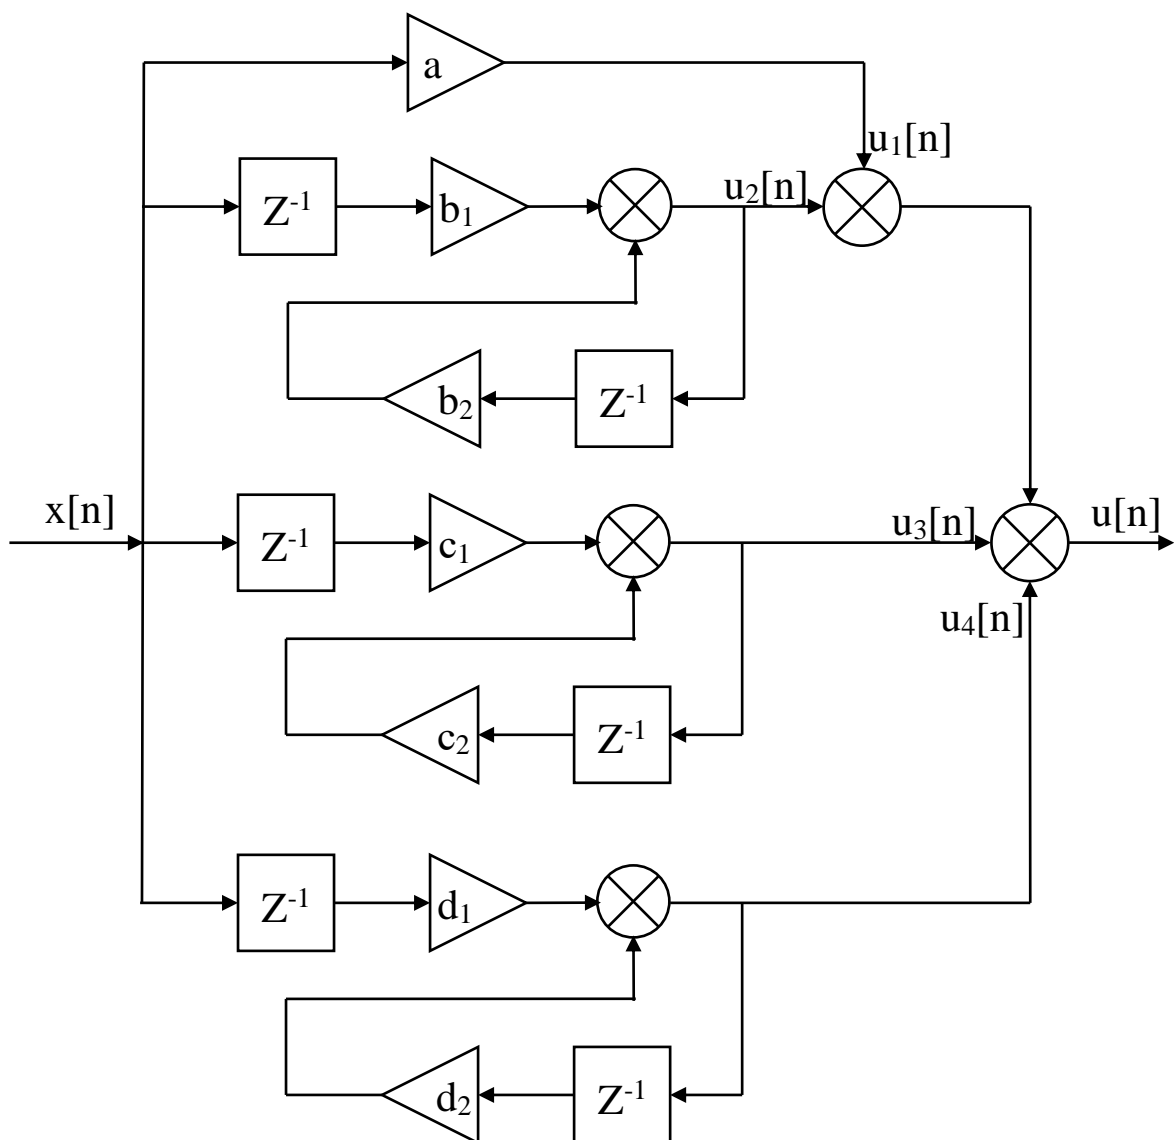 a
u₁[n]
Z⁻¹
b₁
u₂[n]
b₂
Z⁻¹
x[n]
Z⁻¹
c₁
u₃[n]
u[n]
u₄[n]
c₂
Z⁻¹
Z⁻¹
d₁
d₂
Z⁻¹